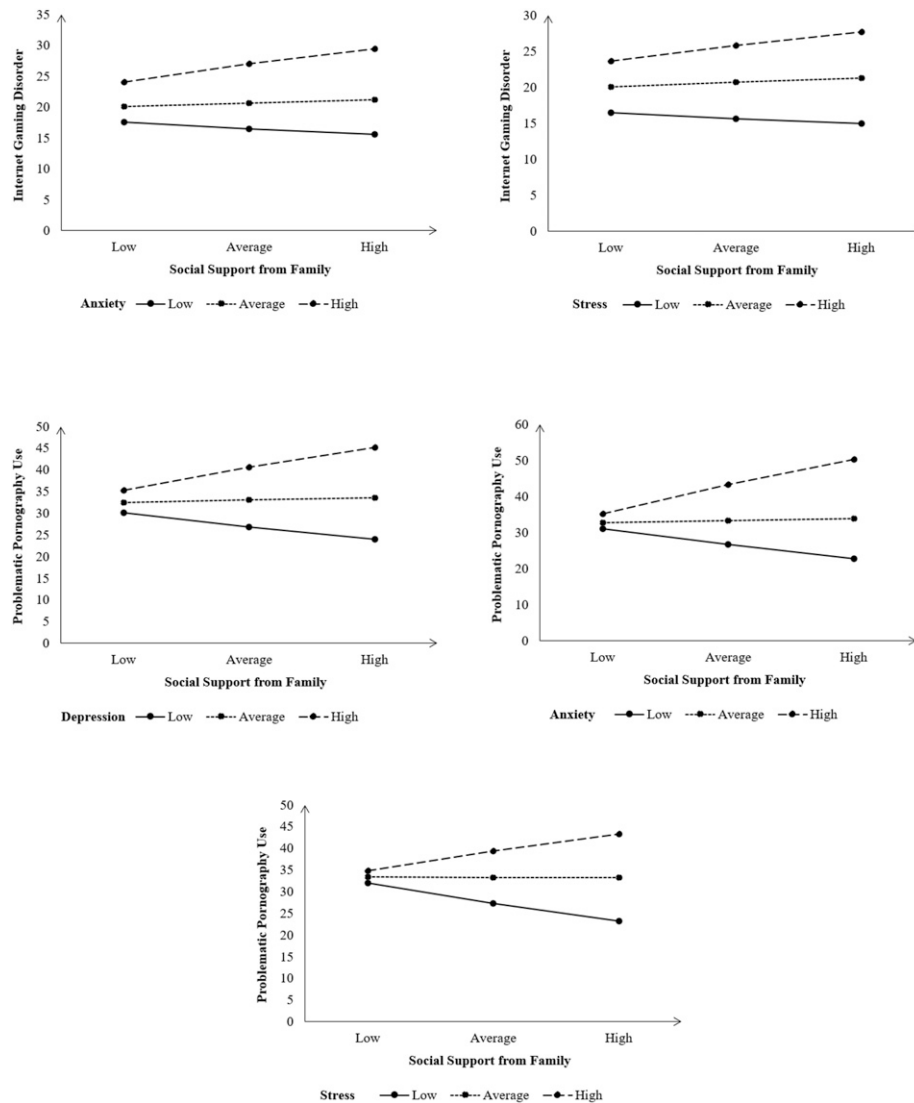 35
30
25
20
15
10
5
0
Internet Gaming Disorder
Low Average High
Social Support from Family
Anxiety Low Average High
30
25
20
15
10
5
0
Internet Gaming Disorder
Low Average High
Social Support from Family
Stress Low Average High
50
45
40
35
30
25
20
15
10
5
0
Problematic Pornography Use
Low Average High
Social Support from Family
Depression Low Average High
60
50
40
30
20
10
0
Problematic Pornography Use
Low Average High
Social Support from Family
Anxiety Low Average High
50
45
40
35
30
25
20
15
10
5
0
Problematic Pornography Use
Low Average High
Social Support from Family
Stress Low Average High